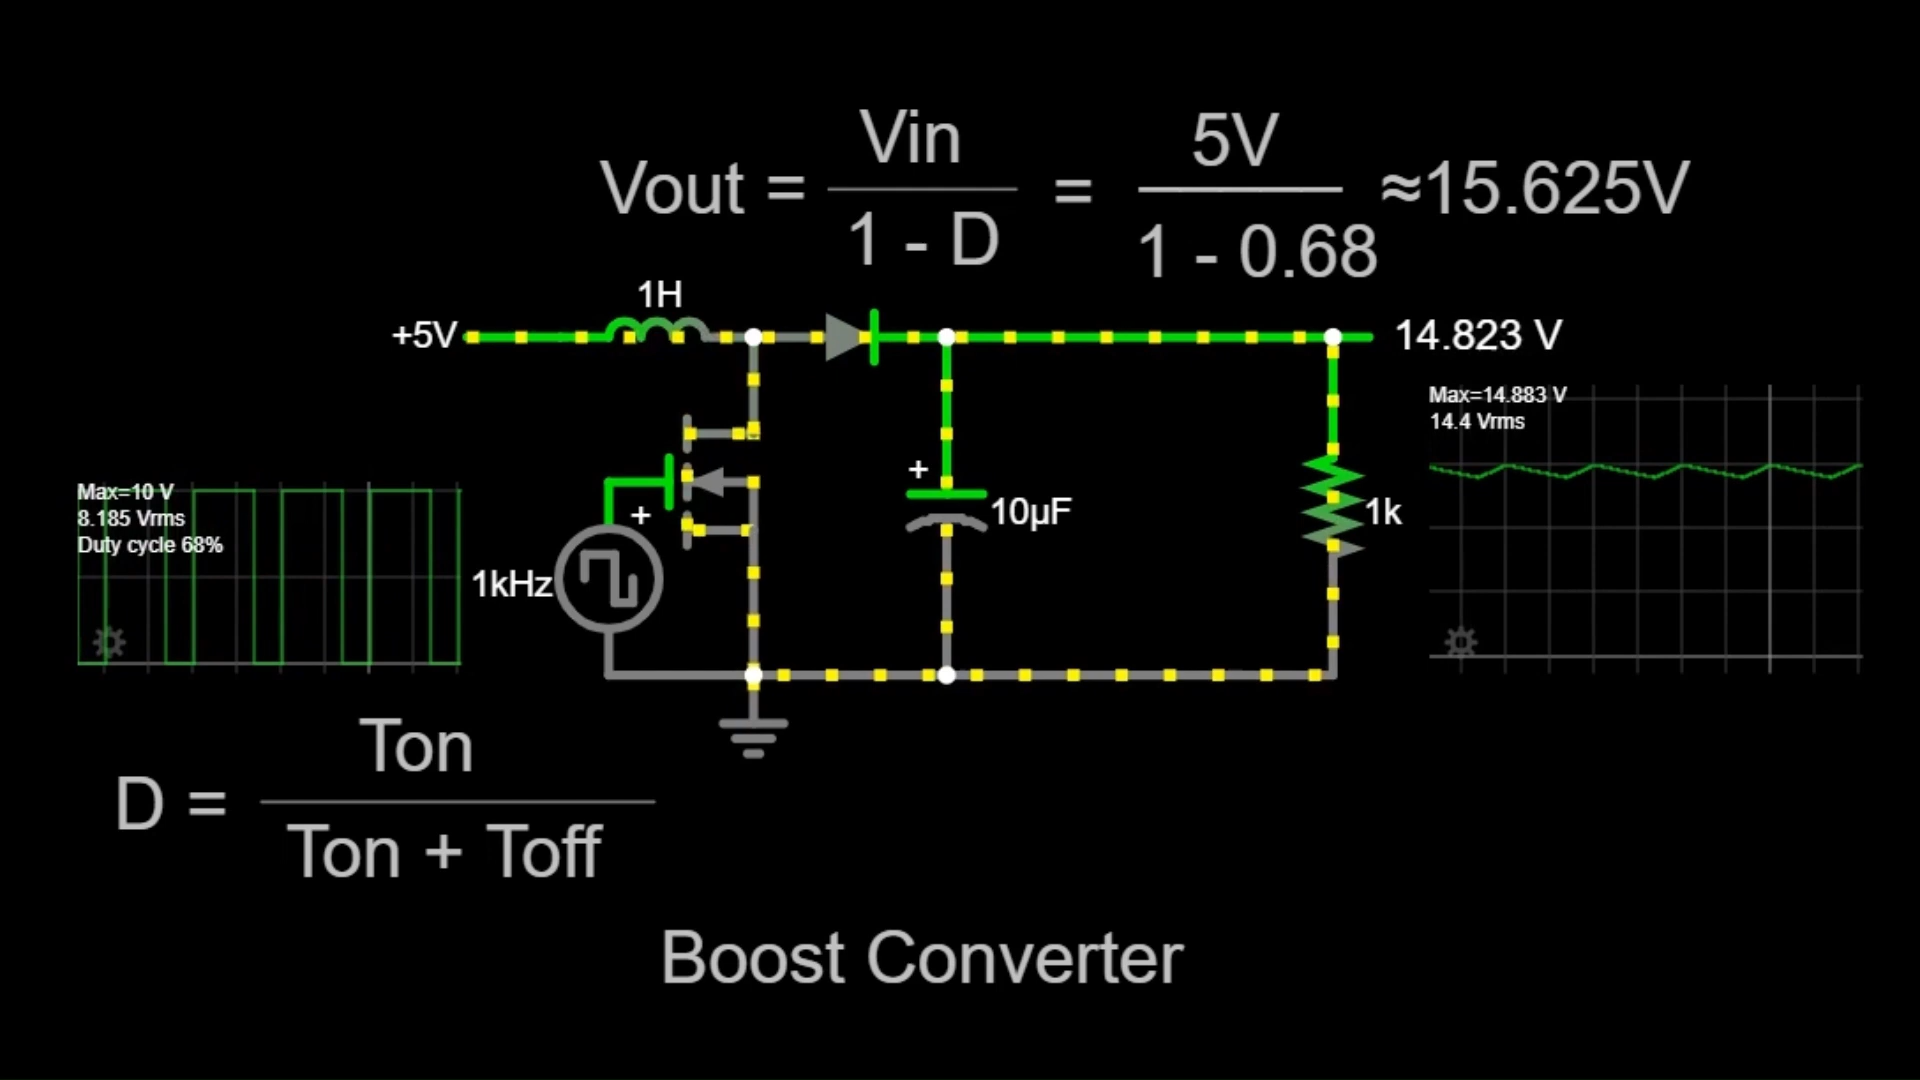 Vout = Vin / 1 - D = 5V / 1 - 0.68 ≈15.625V
1H
+5V
14.823 V
Max=14.883 V
14.4 Vrms
Max=10 V
8.185 Vrms
Duty cycle 68%
+
1kHz
+
10µF
1k
D = Ton / Ton + Toff
Boost Converter